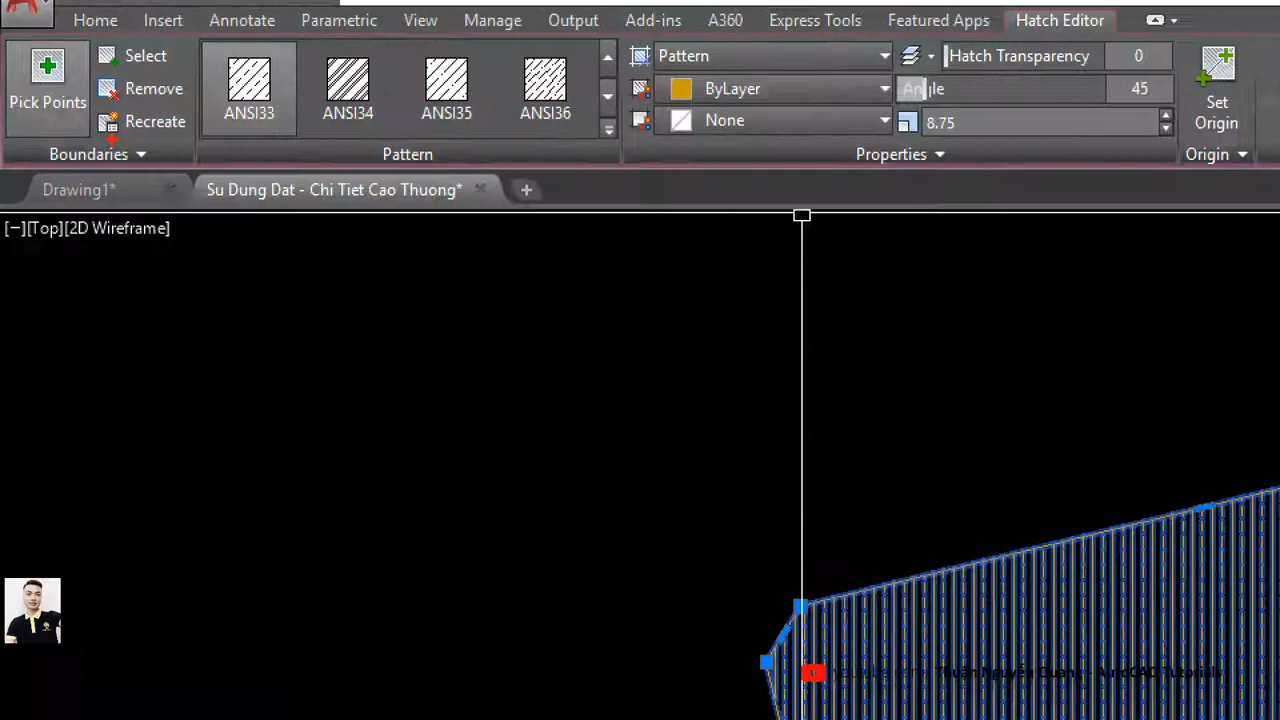 Home Insert Annotate Parametric View Manage Output Add-ins A360 Express Tools Featured Apps Hatch Editor
Pick Points
Select
Remove
Recreate
Boundaries
ANSI33 ANSI34 ANSI35 ANSI36
Pattern
Pattern
ByLayer
None
Hatch Transparency 0
Angle 45
8.75
Properties
Set
Origin
Origin
Drawing1*
Su Dung Dat - Chi Tiet Cao Thuong*
[−][Top][2D Wireframe]